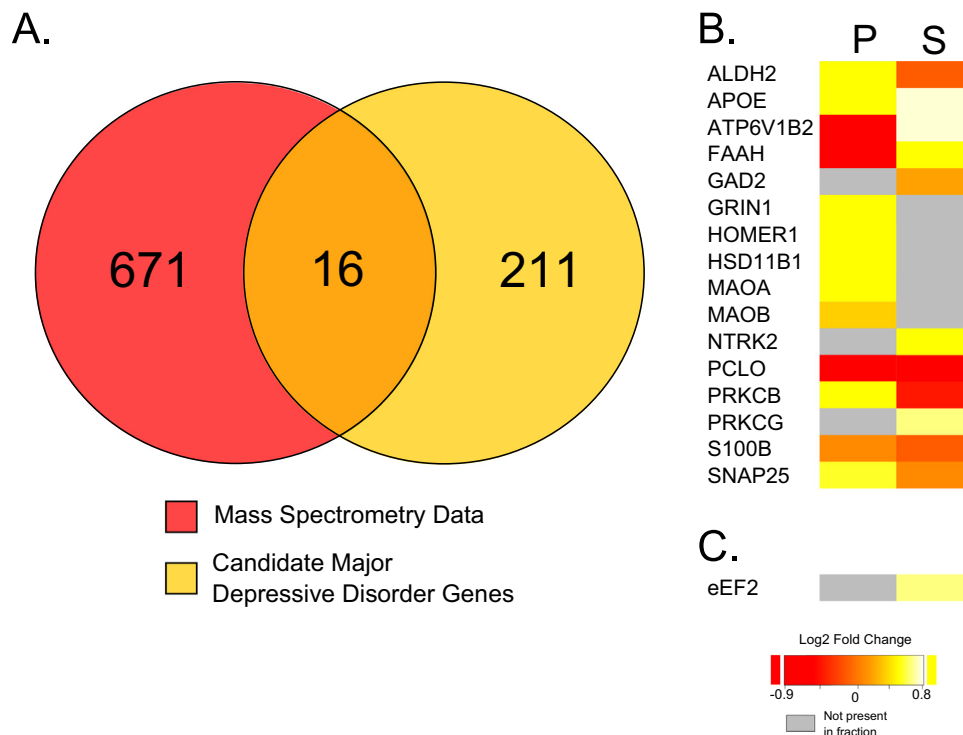 A.
671
16
211
Mass Spectrometry Data
Candidate Major
Depressive Disorder Genes
B.
P S
ALDH2
APOE
ATP6V1B2
FAAH
GAD2
GRIN1
HOMER1
HSD11B1
MAOA
MAOB
NTRK2
PCLO
PRKCB
PRKCG
S100B
SNAP25
C.
eEF2
Log2 Fold Change
-0.9 0 0.8
Not present
in fraction